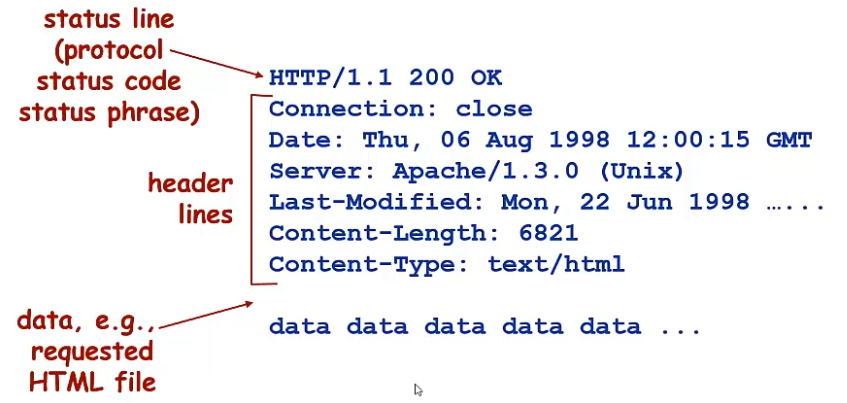 status line
(protocol
status code
status phrase)
HTTP/1.1 200 OK
Connection: close
Date: Thu, 06 Aug 1998 12:00:15 GMT
Server: Apache/1.3.0 (Unix)
Last-Modified: Mon, 22 Jun 1998 …...
Content-Length: 6821
Content-Type: text/html
header
lines
data, e.g.,
requested
HTML file
data data data data data ...